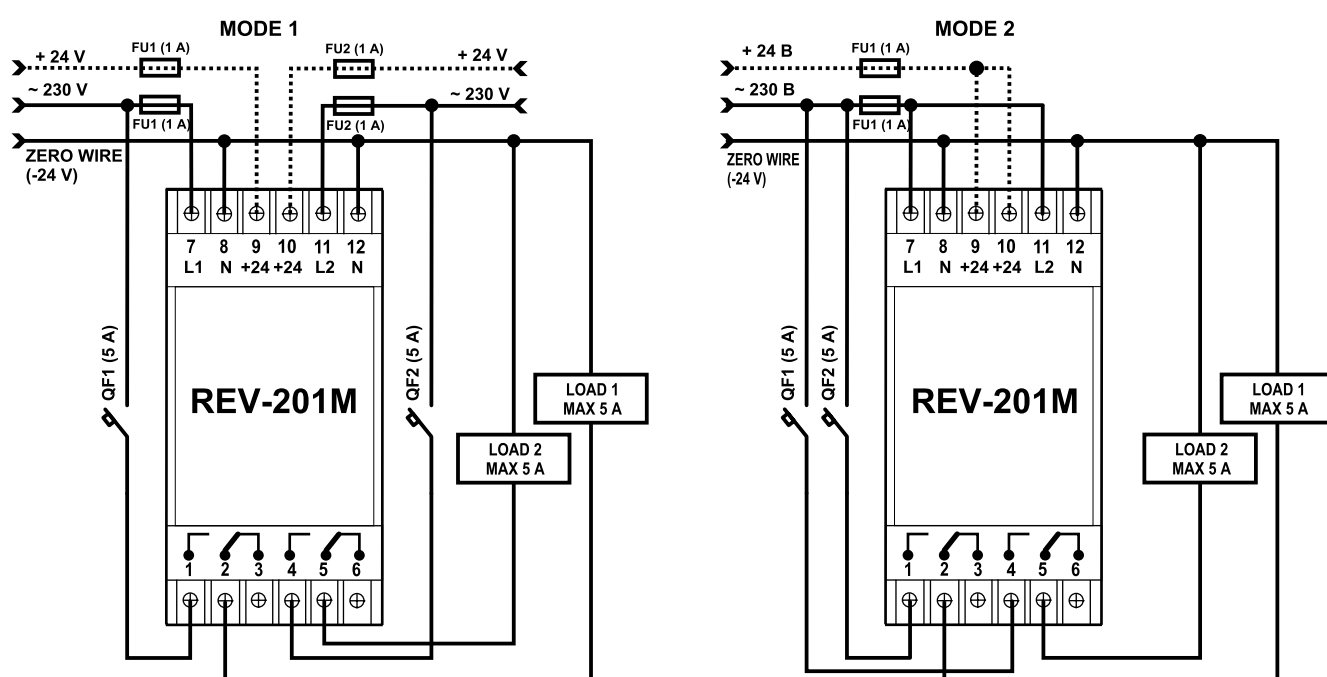 MODE 1
+ 24 V
FU1 (1 A)
FU2 (1 A)
+ 24 V
~ 230 V
~ 230 V
FU1 (1 A)
FU2 (1 A)
ZERO WIRE
(-24 V)
7 8 9 10 11 12
L1 N +24 +24 L2 N
QF1 (5 A)
QF2 (5 A)
REV-201M
LOAD 1
MAX 5 A
LOAD 2
MAX 5 A
1 2 3 4 5 6
MODE 2
+ 24 B
FU1 (1 A)
~ 230 B
FU1 (1 A)
ZERO WIRE
(-24 V)
7 8 9 10 11 12
L1 N +24 +24 L2 N
QF1 (5 A)
QF2 (5 A)
REV-201M
LOAD 1
MAX 5 A
LOAD 2
MAX 5 A
1 2 3 4 5 6